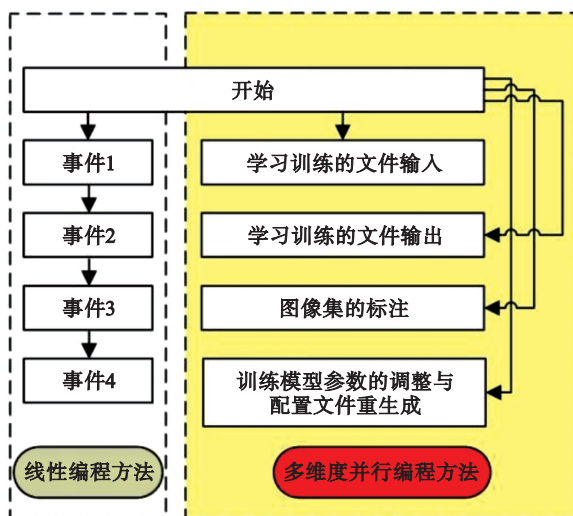 开始
事件1
事件2
事件3
事件4
线性编程方法
学习训练的文件输入
学习训练的文件输出
图像集的标注
训练模型参数的调整与
配置文件重生成
多维度并行编程方法